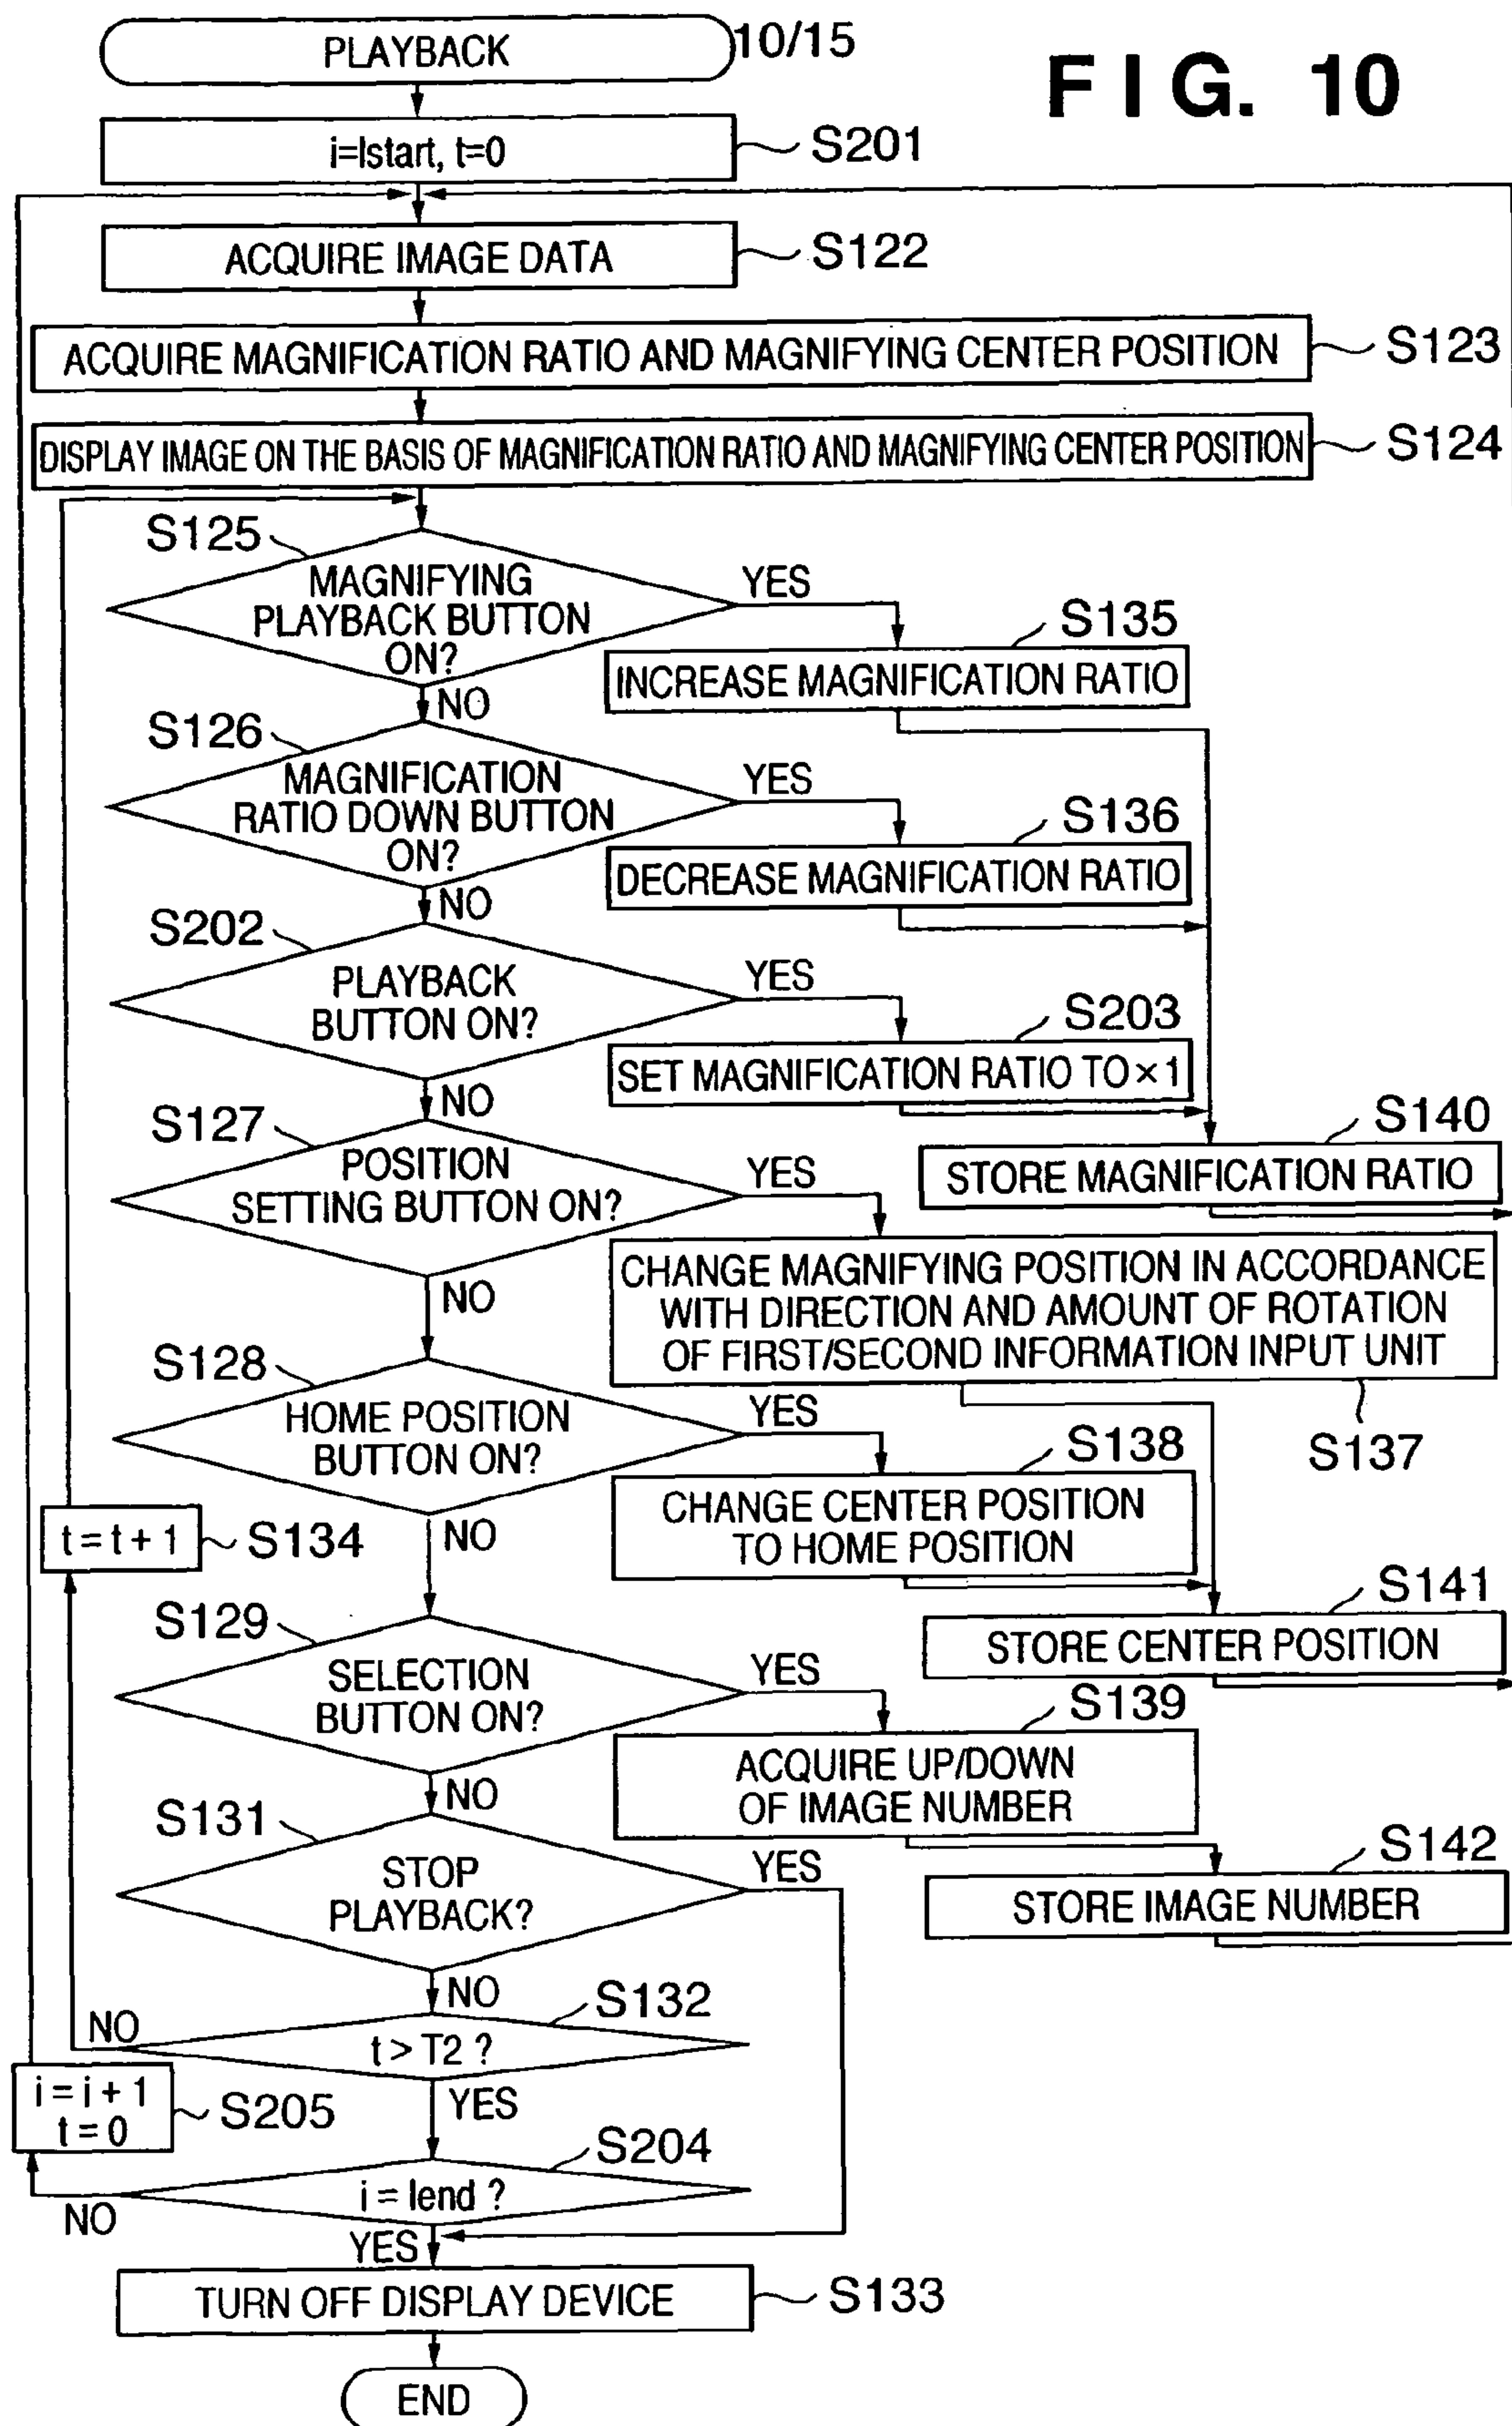 PLAYBACK
10/15
FIG. 10
i=Istart, t=0
S201
ACQUIRE IMAGE DATA
S122
ACQUIRE MAGNIFICATION RATIO AND MAGNIFYING CENTER POSITION
S123
DISPLAY IMAGE ON THE BASIS OF MAGNIFICATION RATIO AND MAGNIFYING CENTER POSITION
S124
S125
MAGNIFYING
PLAYBACK BUTTON
ON?
YES
NO
S135
INCREASE MAGNIFICATION RATIO
S126
MAGNIFICATION
RATIO DOWN BUTTON
ON?
YES
NO
S136
DECREASE MAGNIFICATION RATIO
S202
PLAYBACK
BUTTON ON?
YES
NO
S203
SET MAGNIFICATION RATIO TO ×1
S140
STORE MAGNIFICATION RATIO
S127
POSITION
SETTING BUTTON ON?
YES
NO
CHANGE MAGNIFYING POSITION IN ACCORDANCE
WITH DIRECTION AND AMOUNT OF ROTATION
OF FIRST/SECOND INFORMATION INPUT UNIT
S137
S128
HOME POSITION
BUTTON ON?
YES
NO
S138
CHANGE CENTER POSITION
TO HOME POSITION
t = t + 1
S134
S141
STORE CENTER POSITION
S129
SELECTION
BUTTON ON?
YES
NO
S139
ACQUIRE UP/DOWN
OF IMAGE NUMBER
S142
STORE IMAGE NUMBER
S131
STOP
PLAYBACK?
YES
NO
S132
t > T2 ?
NO
YES
i = i + 1
t = 0
S205
S204
i = Iend ?
NO
YES
TURN OFF DISPLAY DEVICE
S133
END